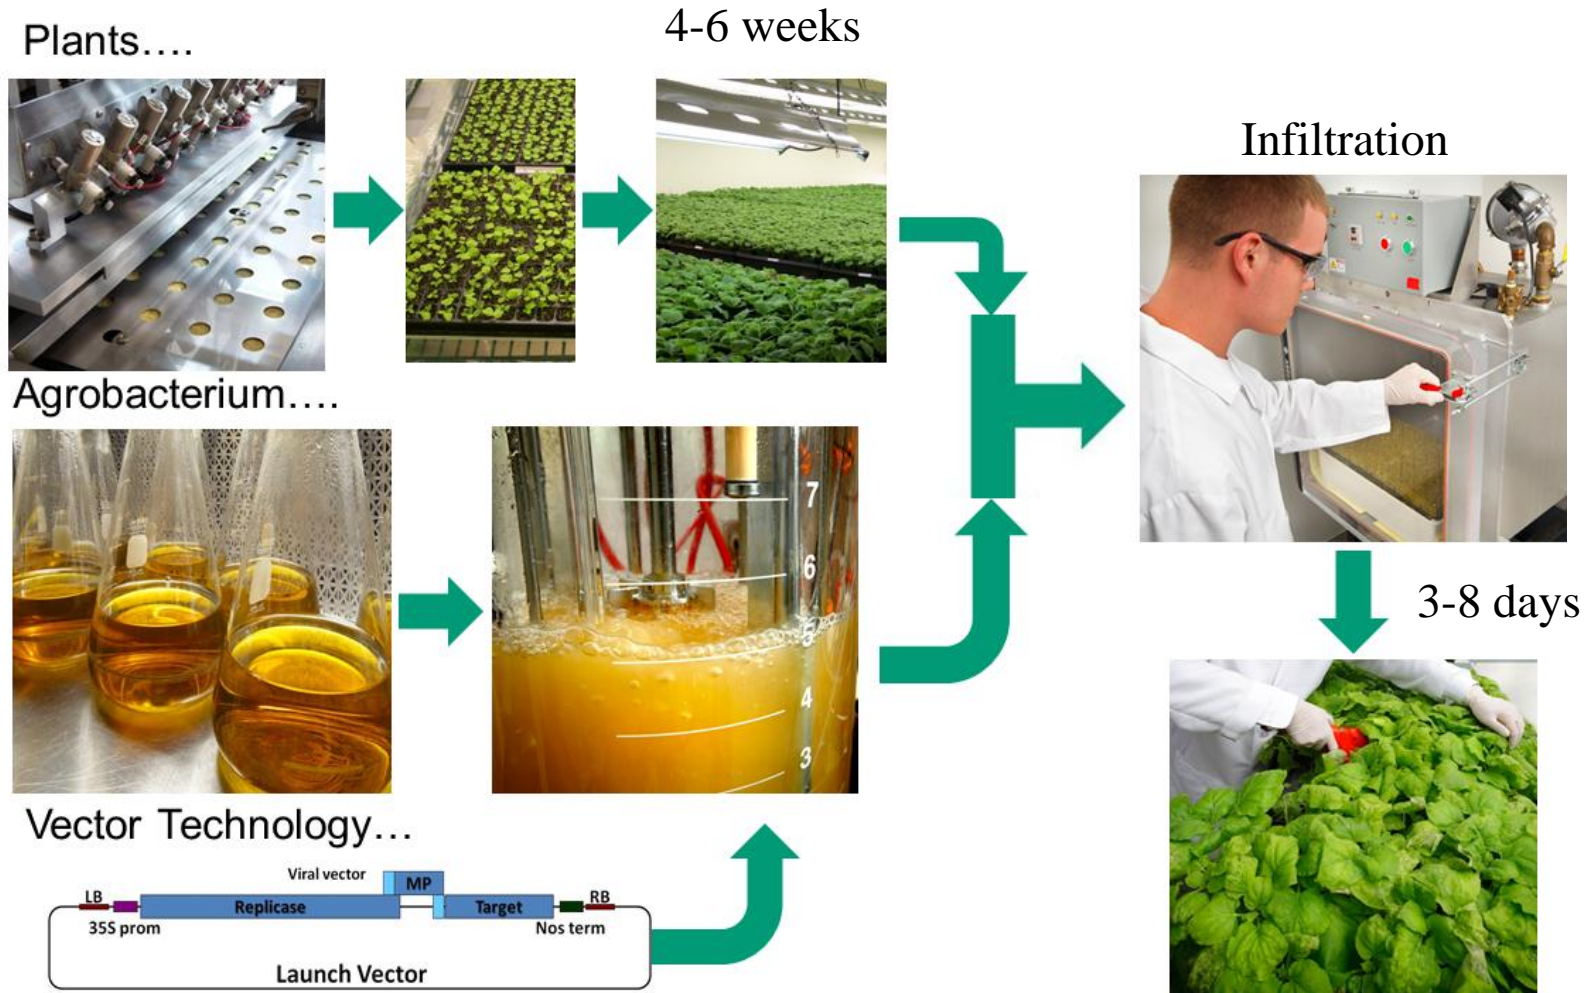 Plants....
4-6 weeks
Infiltration
Agrobacterium....
7
6
5
4
3
3-8 days
Vector Technology...
Viral vector
MP
LB
RB
Replicase
Target
35S prom
Nos term
Launch Vector